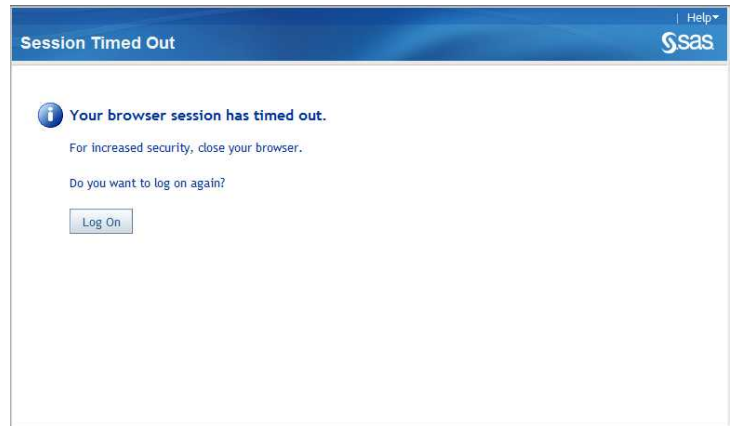 | Help
Session Timed Out
sas
Your browser session has timed out.
For increased security, close your browser.
Do you want to log on again?
Log On